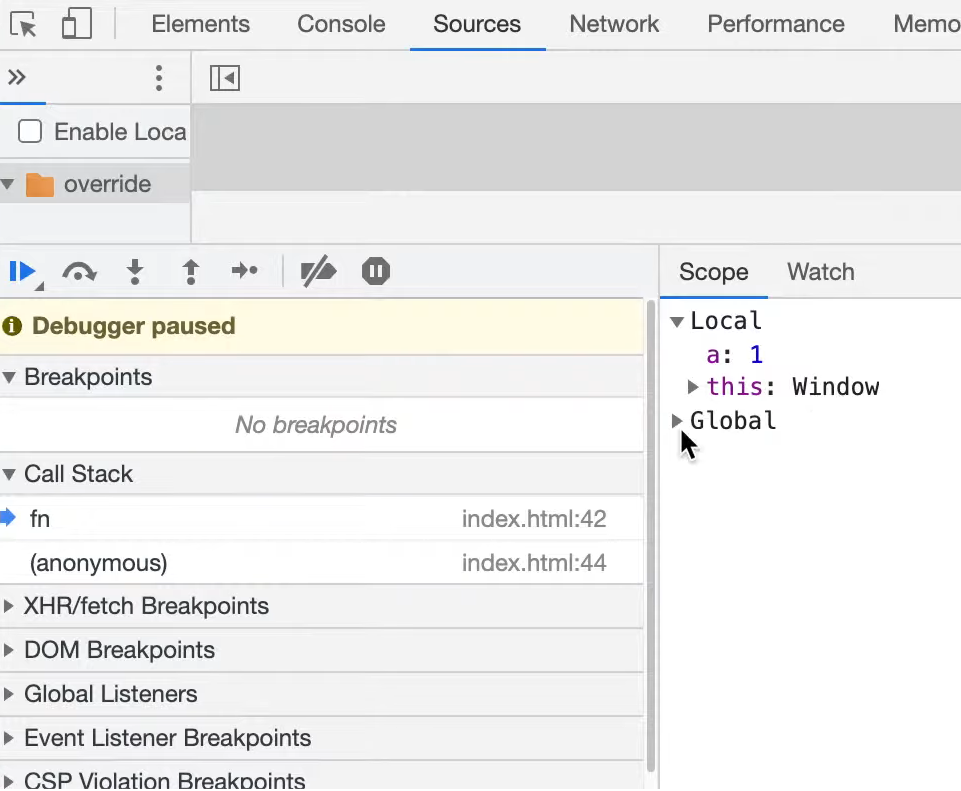 Elements Console Sources Network Performance Memo
Enable Loca
override
Scope Watch
Debugger paused
Local
a: 1
Breakpoints
this: Window
No breakpoints
Global
Call Stack
fn index.html:42
(anonymous) index.html:44
XHR/fetch Breakpoints
DOM Breakpoints
Global Listeners
Event Listener Breakpoints
CSP Violation Breakpoints